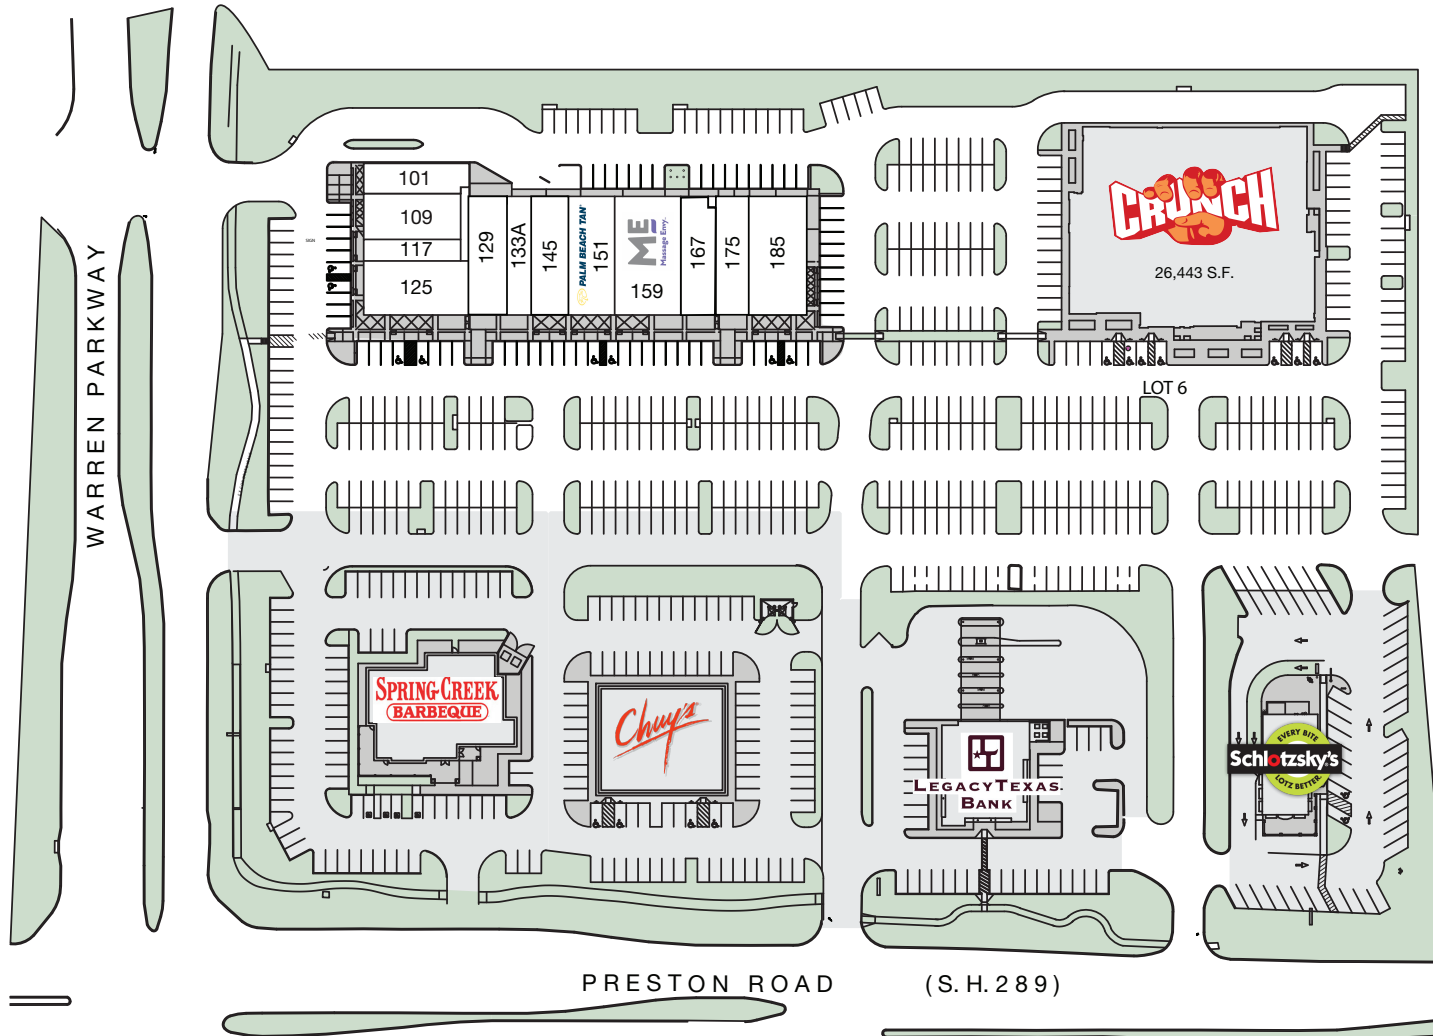 WARREN PARKWAY
101
109
117
125
129
133A
145
PALM BEACH TAN
151
ME
Massage Envy
159
167
175
185
CRUNCH
26,443 S.F.
LOT 6
SPRING CREEK
BARBEQUE
Chuy's
LT
LEGACYTEXAS
BANK
EVERY BITE
Schlotzsky's
LOTZ BETTER
PRESTON ROAD (S.H.289)